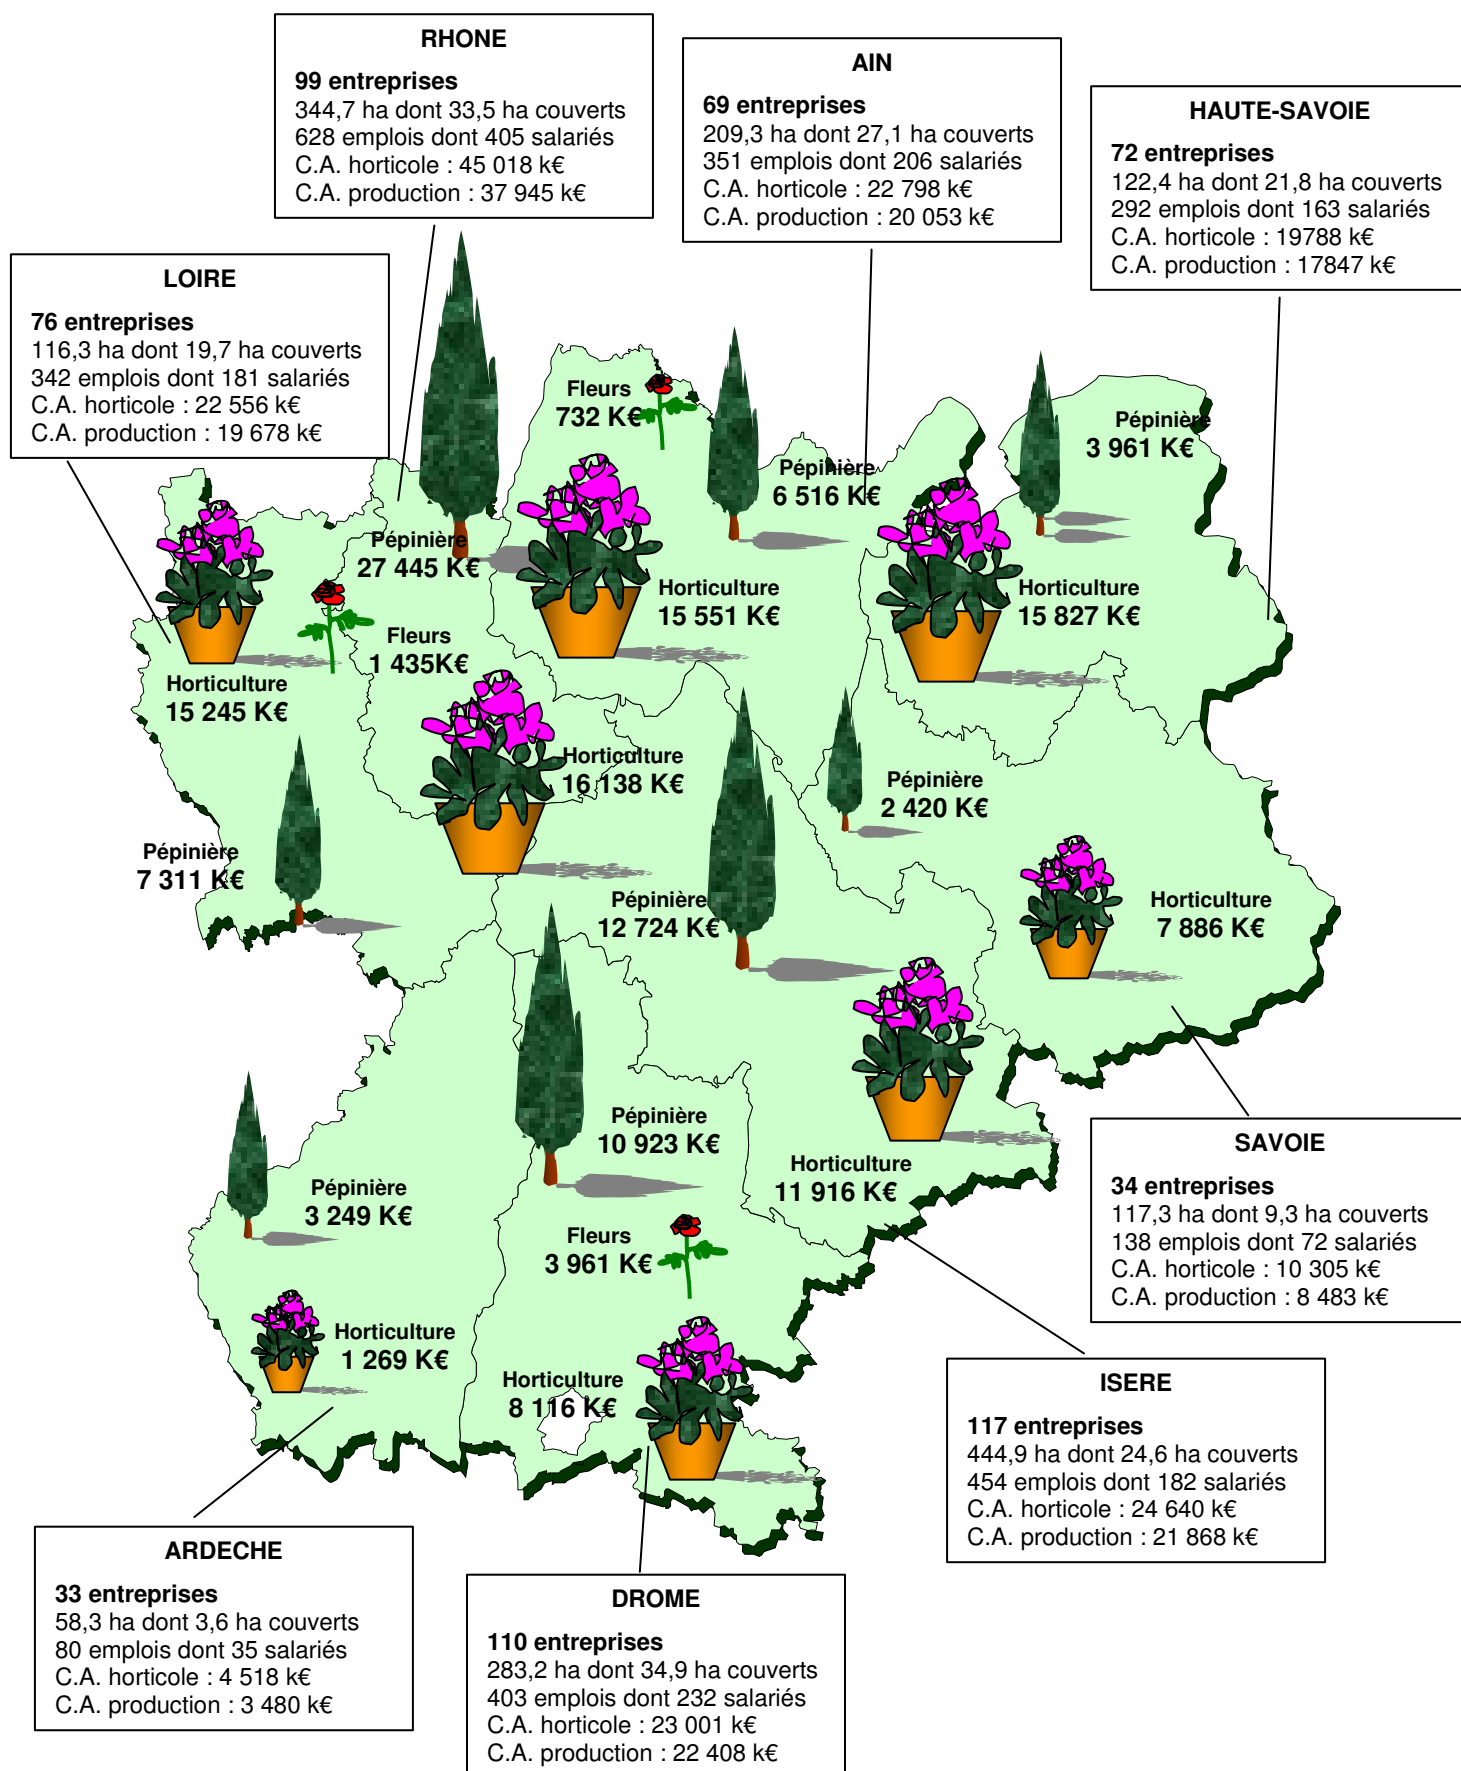 RHONE
99 entreprises
344,7 ha dont 33,5 ha couverts
628 emplois dont 405 salariés
C.A. horticole : 45 018 k€
C.A. production : 37 945 k€
AIN
69 entreprises
209,3 ha dont 27,1 ha couverts
351 emplois dont 206 salariés
C.A. horticole : 22 798 k€
C.A. production : 20 053 k€
HAUTE-SAVOIE
72 entreprises
122,4 ha dont 21,8 ha couverts
292 emplois dont 163 salariés
C.A. horticole : 19788 k€
C.A. production : 17847 k€
LOIRE
76 entreprises
116,3 ha dont 19,7 ha couverts
342 emplois dont 181 salariés
C.A. horticole : 22 556 k€
C.A. production : 19 678 k€
Fleurs
732 K€
Pépinière
3 961 K€
Pépinière
6 516 K€
Pépinière
27 445 K€
Horticulture
15 551 K€
Horticulture
15 827 K€
Fleurs
1 435K€
Horticulture
15 245 K€
Horticulture
16 138 K€
Pépinière
2 420 K€
Pépinière
7 311 K€
Pépinière
12 724 K€
Horticulture
7 886 K€
Pépinière
10 923 K€
Horticulture
11 916 K€
Pépinière
3 249 K€
Fleurs
3 961 K€
Horticulture
1 269 K€
Horticulture
8 116 K€
SAVOIE
34 entreprises
117,3 ha dont 9,3 ha couverts
138 emplois dont 72 salariés
C.A. horticole : 10 305 k€
C.A. production : 8 483 k€
ISERE
117 entreprises
444,9 ha dont 24,6 ha couverts
454 emplois dont 182 salariés
C.A. horticole : 24 640 k€
C.A. production : 21 868 k€
ARDECHE
33 entreprises
58,3 ha dont 3,6 ha couverts
80 emplois dont 35 salariés
C.A. horticole : 4 518 k€
C.A. production : 3 480 k€
DROME
110 entreprises
283,2 ha dont 34,9 ha couverts
403 emplois dont 232 salariés
C.A. horticole : 23 001 k€
C.A. production : 22 408 k€